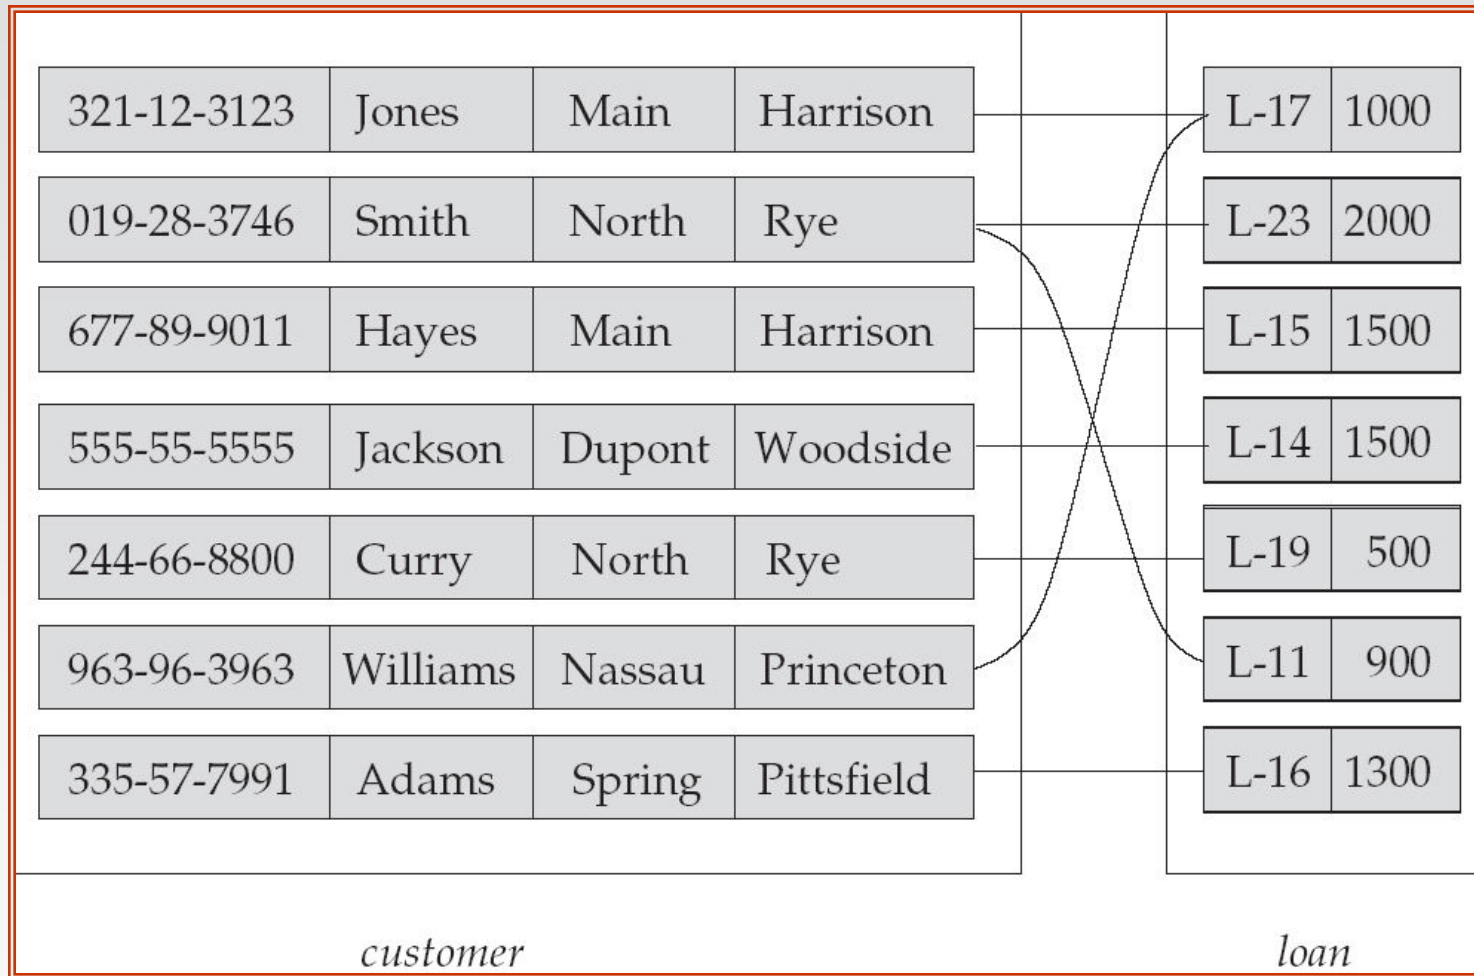 321-12-3123 Jones Main Harrison L-17 1000
019-28-3746 Smith North Rye L-23 2000
677-89-9011 Hayes Main Harrison L-15 1500
555-55-5555 Jackson Dupont Woodside L-14 1500
244-66-8800 Curry North Rye L-19 500
963-96-3963 Williams Nassau Princeton L-11 900
335-57-7991 Adams Spring Pittsfield L-16 1300
customer loan